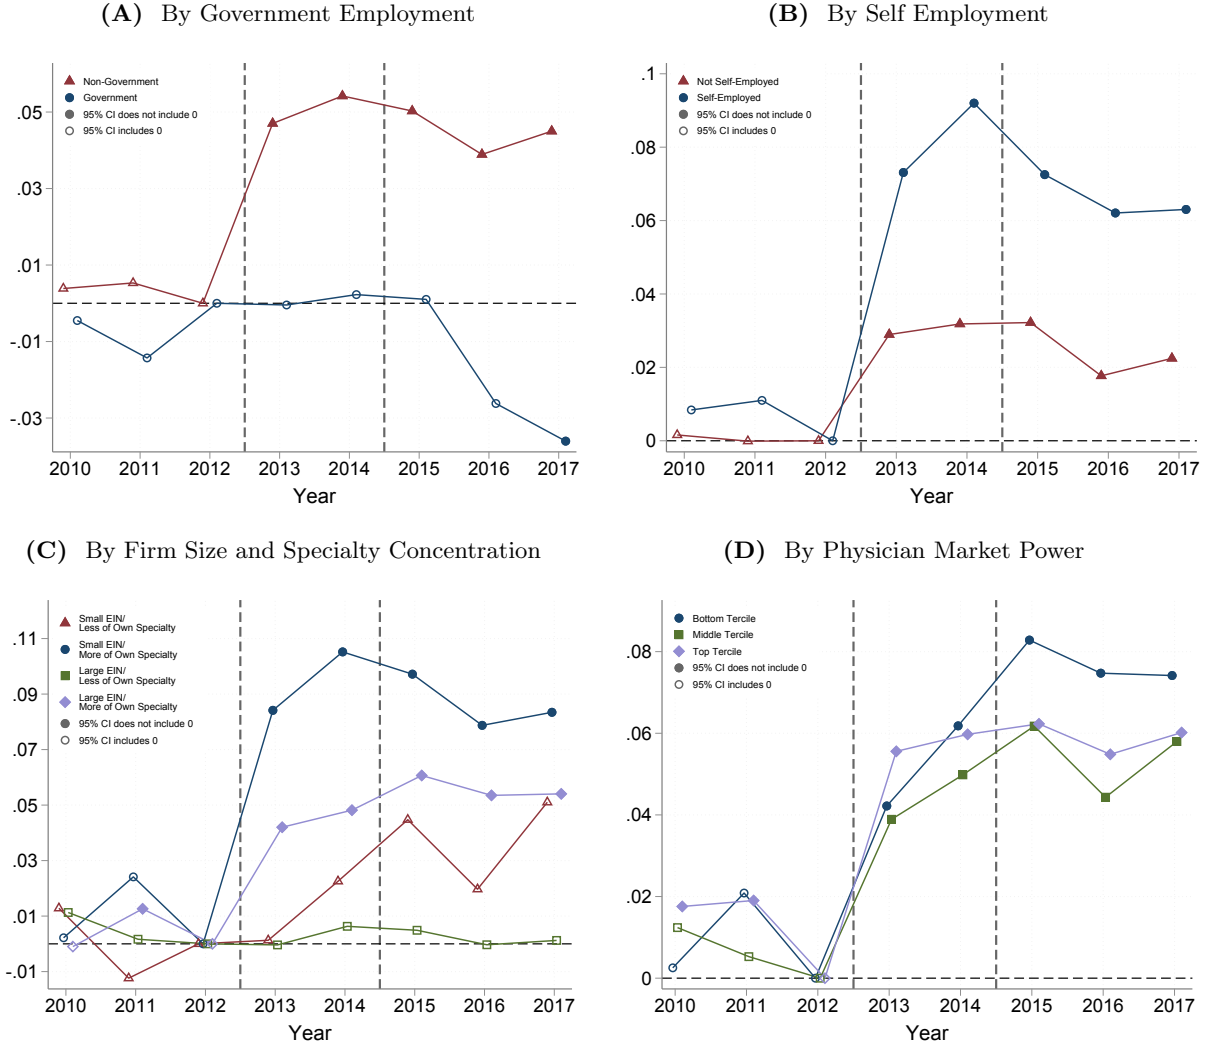 (A) By Government Employment
Non-Government
Government
95% CI does not include 0
95% CI includes 0
.05
.03
.01
-.01
-.03
2010 2011 2012 2013 2014 2015 2016 2017
Year
(B) By Self Employment
Not Self-Employed
Self-Employed
95% CI does not include 0
95% CI includes 0
.1
.08
.06
.04
.02
0
2010 2011 2012 2013 2014 2015 2016 2017
Year
(C) By Firm Size and Specialty Concentration
Small EIN/
Less of Own Specialty
Small EIN/
More of Own Specialty
Large EIN/
Less of Own Specialty
Large EIN/
More of Own Specialty
95% CI does not include 0
95% CI includes 0
.11
.09
.07
.05
.03
.01
-.01
2010 2011 2012 2013 2014 2015 2016 2017
Year
(D) By Physician Market Power
Bottom Tercile
Middle Tercile
Top Tercile
95% CI does not include 0
95% CI includes 0
.08
.06
.04
.02
0
2010 2011 2012 2013 2014 2015 2016 2017
Year